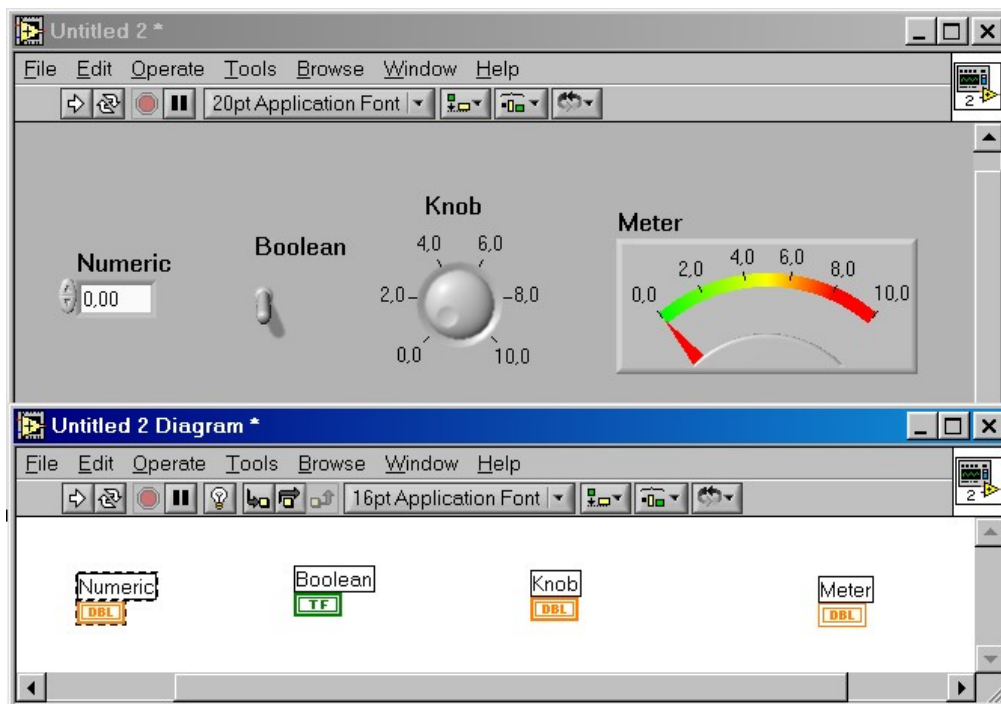 Untitled 2 *
File Edit Operate Tools Browse Window Help
20pt Application Font
2
Knob
Meter
Boolean
Numeric
4,0 6,0
2,0 8,0
0,0 10,0
0,00
0,0 2,0 4,0 6,0 8,0 10,0
Untitled 2 Diagram *
File Edit Operate Tools Browse Window Help
16pt Application Font
2
Numeric
DBL
Boolean
TF
Knob
DBL
Meter
DBL